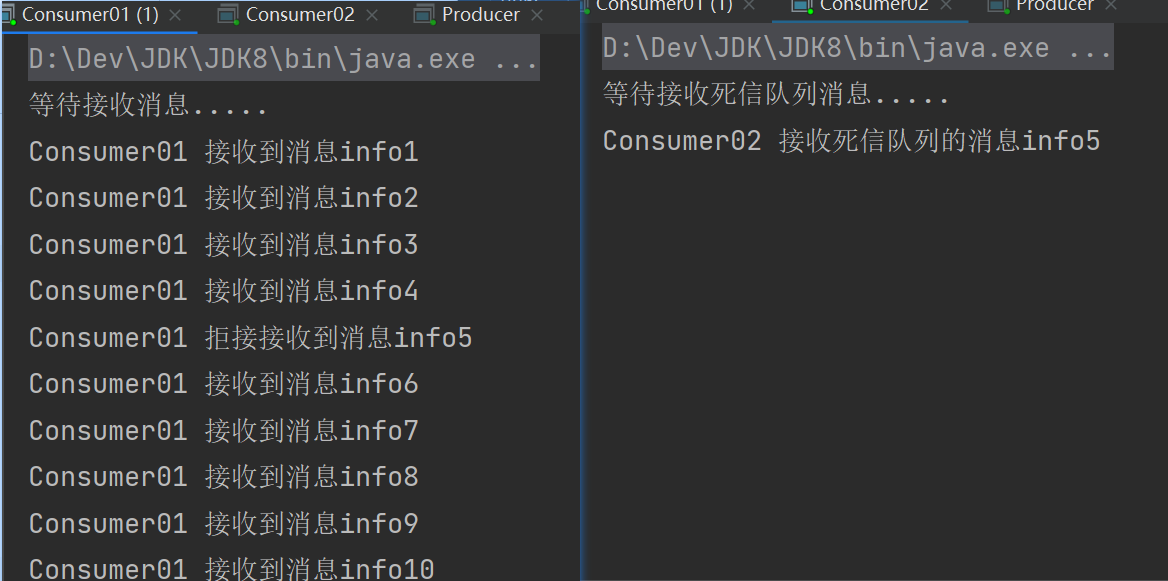 Consumer01 (1) × Consumer02 × Producer ×
D:\Dev\JDK\JDK8\bin\java.exe ...
等待接收消息.....
Consumer01 接收到消息info1
Consumer01 接收到消息info2
Consumer01 接收到消息info3
Consumer01 接收到消息info4
Consumer01 拒接接收到消息info5
Consumer01 接收到消息info6
Consumer01 接收到消息info7
Consumer01 接收到消息info8
Consumer01 接收到消息info9
Consumer01 接收到消息info10
Consumer01 (1) × Consumer02 × Producer ×
D:\Dev\JDK\JDK8\bin\java.exe ...
等待接收死信队列消息.....
Consumer02 接收死信队列的消息info5